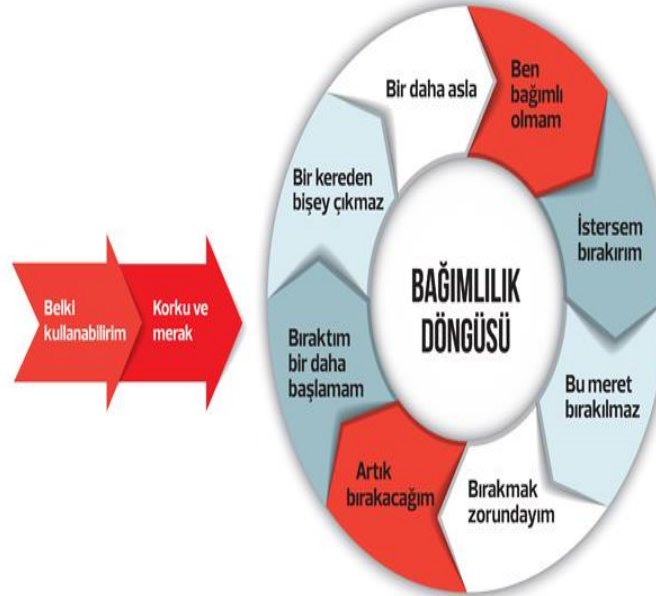 Belki
kullanabilirim
Korku ve
merak
BAĞIMLILIK
DÖNGÜSÜ
Bir kereden
bişey çıkmaz
Bir daha asla
Ben
bağımlı
olmam
İstersem
bırakırım
Bu meret
bırakılmaz
Bırakmak
zorundayım
Artık
bırakacağım
Bıraktım
bir daha
başlamam